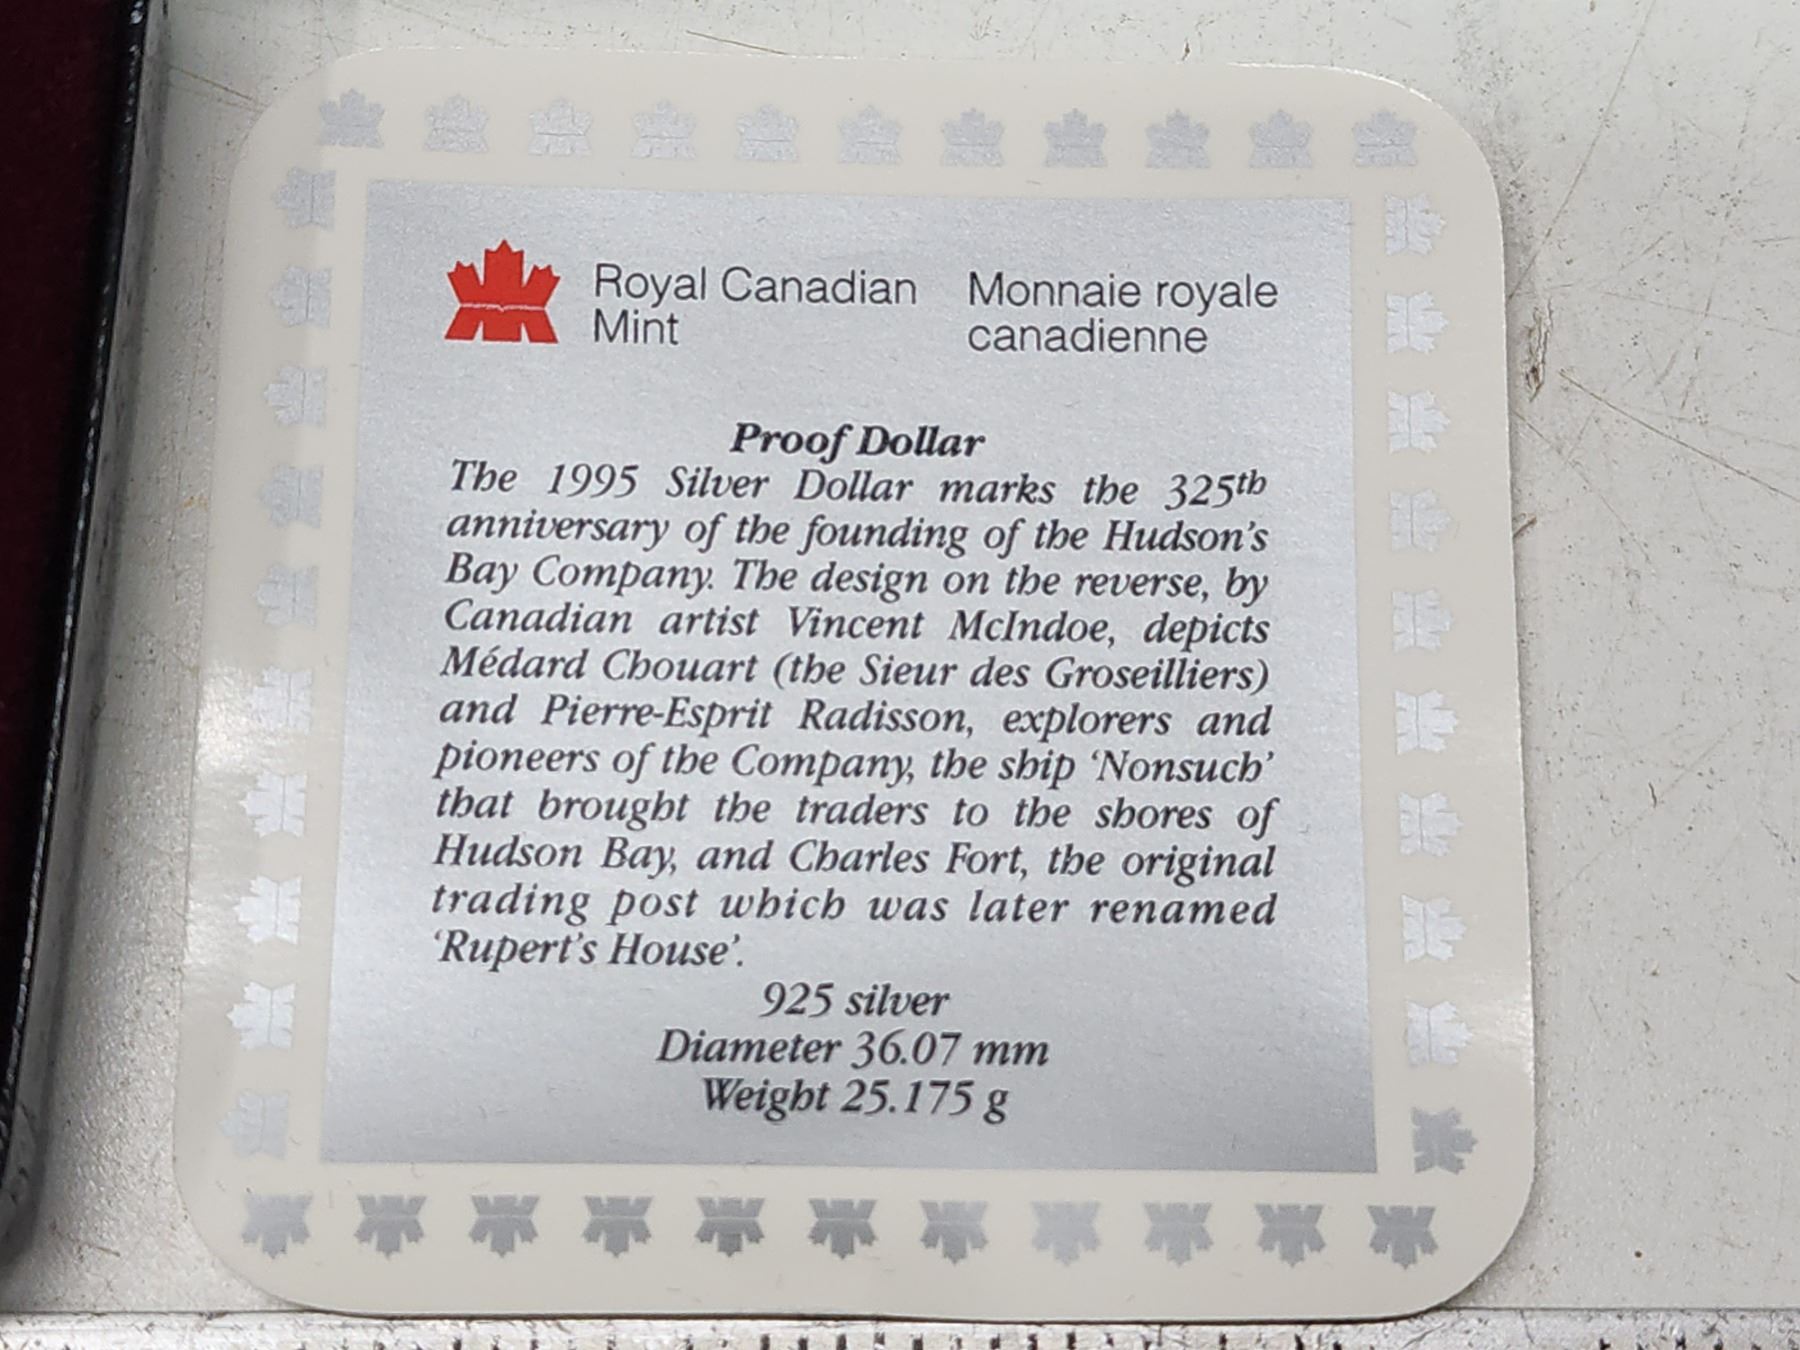 Royal Canadian Mint
Monnaie royale canadienne
Proof Dollar
The 1995 Silver Dollar marks the 325th
anniversary of the founding of the Hudson's
Bay Company. The design on the reverse, by
Canadian artist Vincent McIndoe, depicts
Médard Chouart (the Sieur des Groseilliers)
and Pierre-Esprit Radisson, explorers and
pioneers of the Company, the ship ‘Nonsuch’
that brought the traders to the shores of
Hudson Bay, and Charles Fort, the original
trading post which was later renamed
‘Rupert's House’.
925 silver
Diameter 36.07 mm
Weight 25.175 g